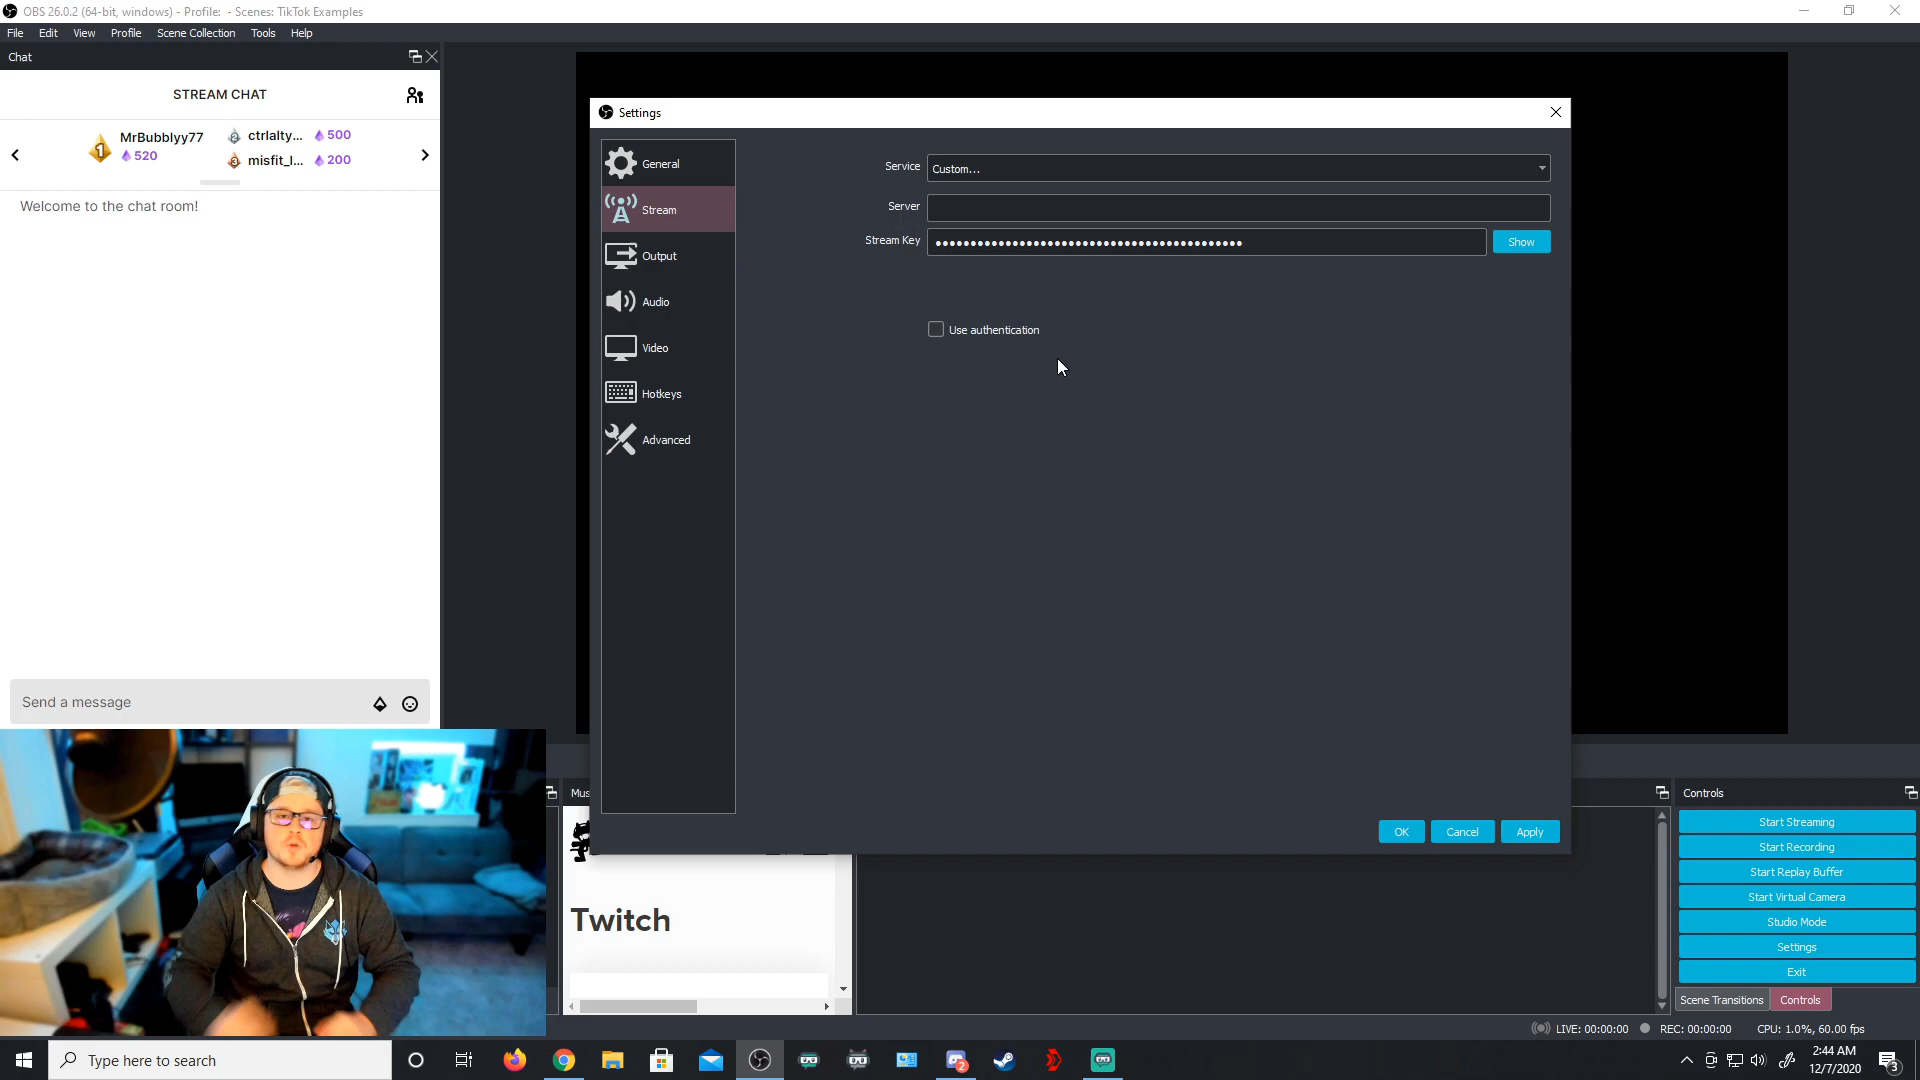 OBS 26.0.2 (64-bit, windows) - Profile: - Scenes: TikTok Examples
File Edit View Profile Scene Collection Tools Help
Chat
STREAM CHAT
1 MrBubblyy77 520
2 ctrlalty... 500
3 misfit_l... 200
Welcome to the chat room!
Send a message
Settings
General
Stream
Output
Audio
Video
Hotkeys
Advanced
Service Custom...
Server
Stream Key Show
Use authentication
OK Cancel Apply
Mus
Twitch
Controls
Start Streaming
Start Recording
Start Replay Buffer
Start Virtual Camera
Studio Mode
Settings
Exit
Scene Transitions Controls
LIVE: 00:00:00 REC: 00:00:00 CPU: 1.0%, 60.00 fps
Type here to search
2
2:44 AM
12/7/2020
3